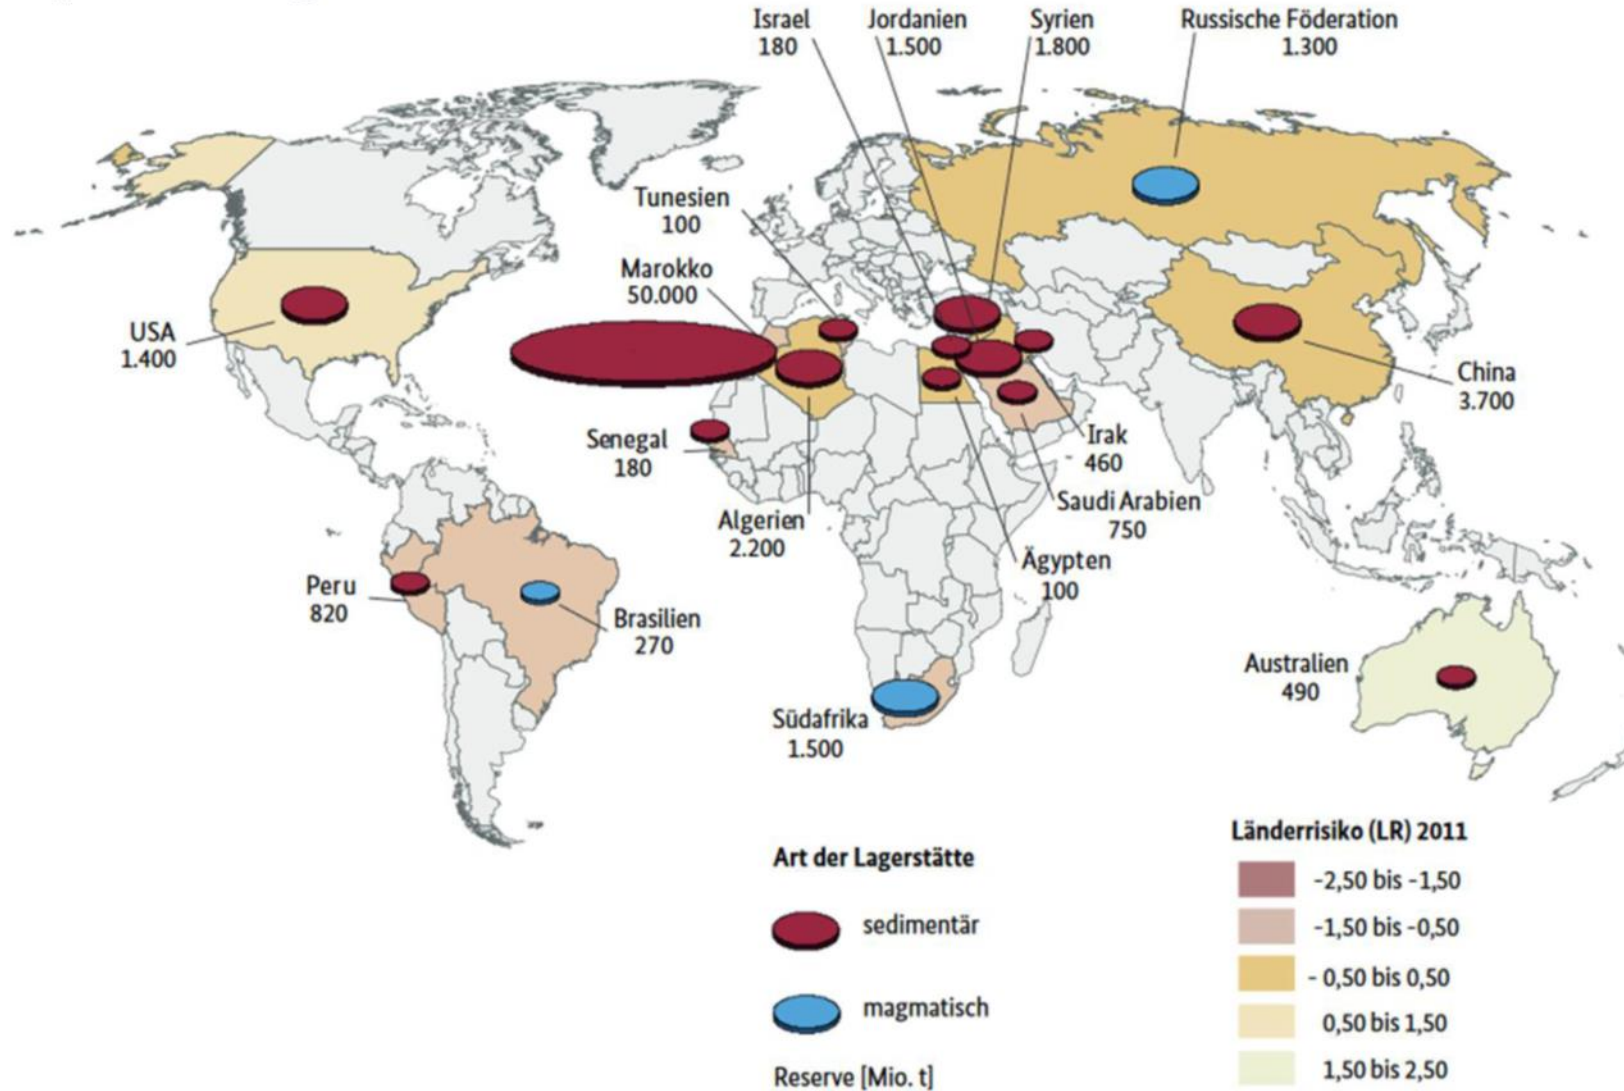 Israel
180
Jordanien
1.500
Syrien
1.800
Russische Föderation
1.300
Tunesien
100
Marokko
50.000
USA
1.400
China
3.700
Senegal
180
Irak
460
Saudi Arabien
750
Algerien
2.200
Ägypten
100
Peru
820
Brasilien
270
Australien
490
Südafrika
1.500
Art der Lagerstätte
sedimentär
magmatisch
Reserve [Mio. t]
Länderrisiko (LR) 2011
-2,50 bis -1,50
-1,50 bis -0,50
- 0,50 bis 0,50
0,50 bis 1,50
1,50 bis 2,50